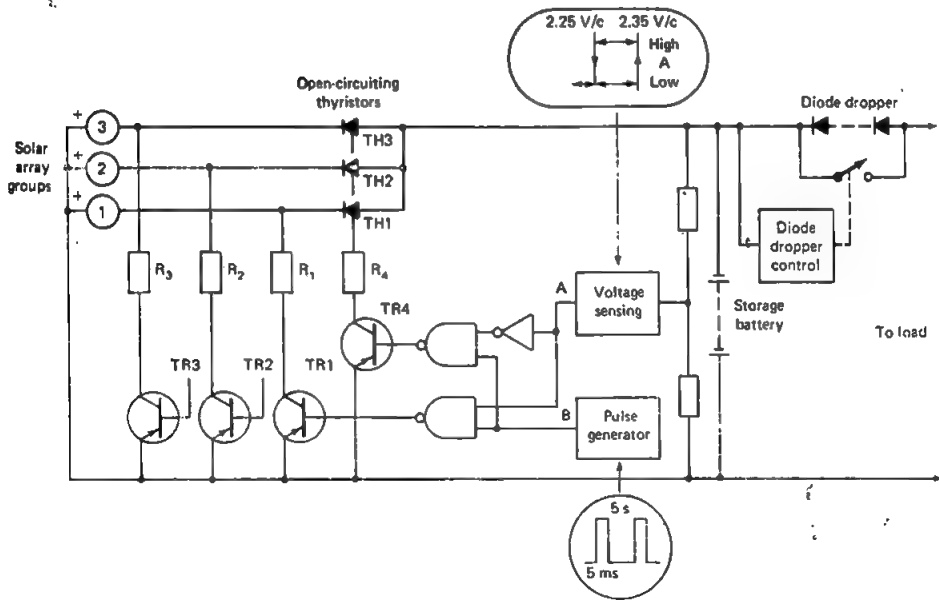 2.25 V/c 2.35 V/c
High
A
Low
Open-circuiting
thyristors
Diode dropper
Solar
array
groups
+ 3
+ 2
+ 1
TH3
TH2
TH1
R3
R2
R1
R4
TR4
TR3
TR2
TR1
A
Voltage
sensing
B
Pulse
generator
Diode
dropper
control
Storage
battery
To load
5 s
5 ms